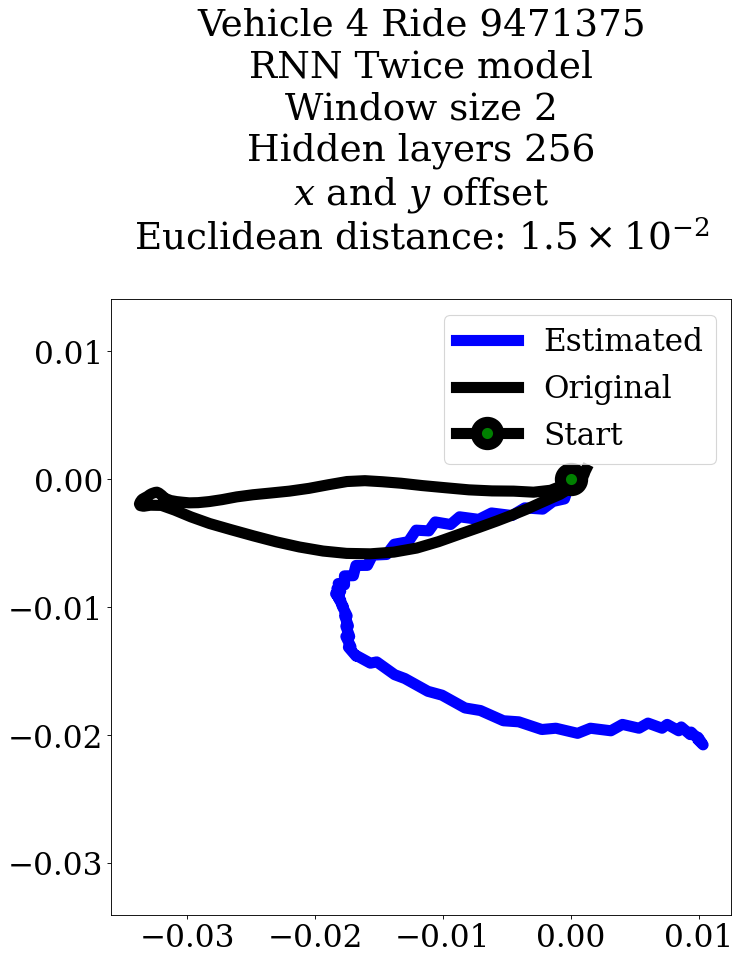 Vehicle 4 Ride 9471375
RNN Twice model
Window size 2
Hidden layers 256
x and y offset
Euclidean distance: 1.5 × 10⁻²
Estimated
Original
Start
0.01
0.00
−0.01
−0.02
−0.03
−0.03 −0.02 −0.01 0.00 0.01